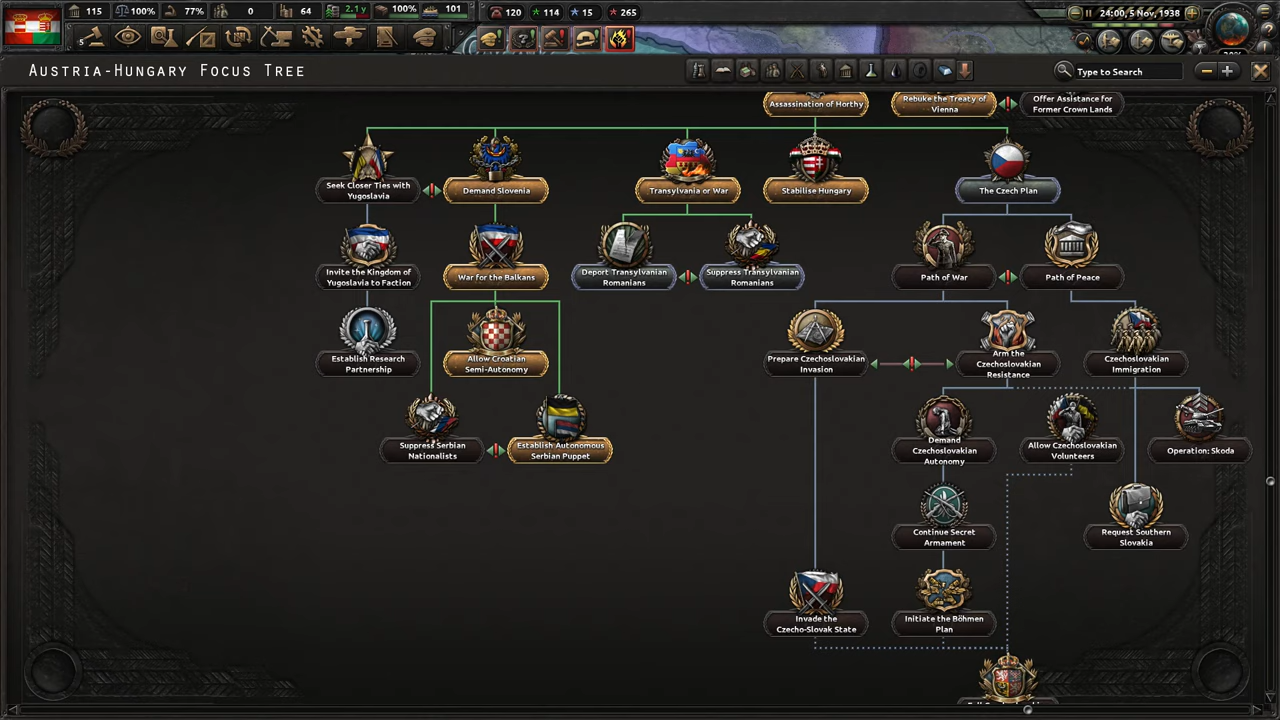 115 100% 77% 0 64 2.1 y 100% 101 120 114 15 265 24:00, 5 Nov, 1938
5
AUSTRIA-HUNGARY FOCUS TREE
Type to Search
Assassination of Horthy
Rebuke the Treaty of
Vienna
Offer Assistance for
Former Crown Lands
Seek Closer Ties with
Yugoslavia
Demand Slovenia
Transylvania or War
Stabilise Hungary
The Czech Plan
Invite the Kingdom of
Yugoslavia to Faction
War for the Balkans
Deport Transylvanian
Romanians
Suppress Transylvanian
Romanians
Path of War
Path of Peace
Establish Research
Partnership
Allow Croatian
Semi-Autonomy
Prepare Czechoslovakian
Invasion
Arm the
Czechoslovakian
Resistance
Czechoslovakian
Immigration
Suppress Serbian
Nationalists
Establish Autonomous
Serbian Puppet
Demand
Czechoslovakian
Autonomy
Allow Czechoslovakian
Volunteers
Operation: Skoda
Continue Secret
Armament
Request Southern
Slovakia
Invade the
Czecho-Slovak State
Initiate the Böhmen
Plan